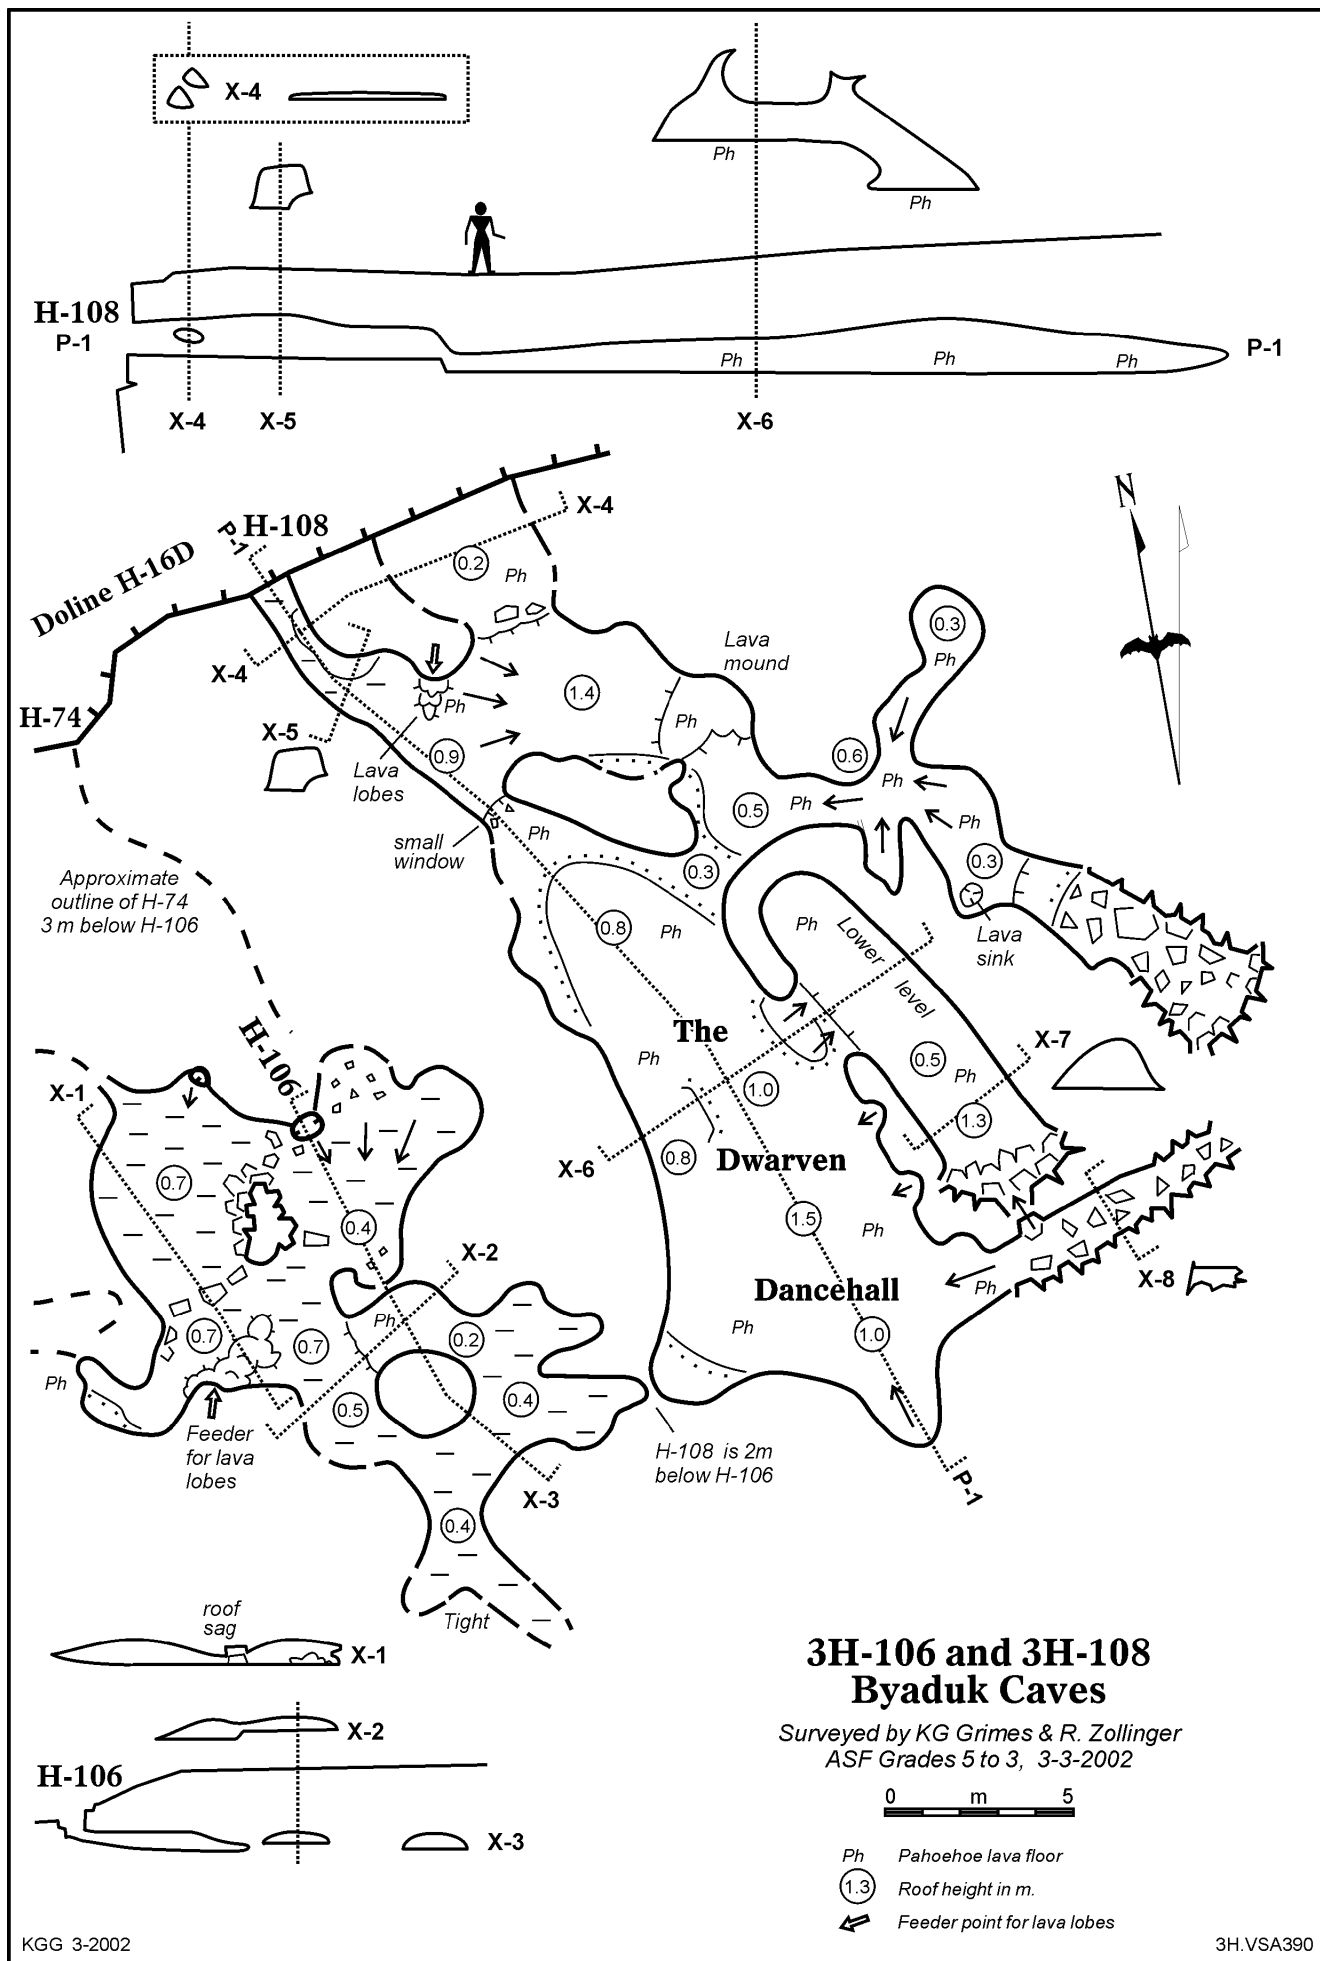 X-4
Ph
Ph
H-108
P-1
Ph
Ph
Ph
P-1
X-4
X-5
X-6
N
X-4
P-1
H-108
Doline H-16D
0.2
Ph
0.3
Ph
Lava
mound
X-4
1.4
Ph
Ph
H-74
X-5
0.9
0.6
Ph
Lava
lobes
0.5
Ph
Ph
small
window
Ph
0.3
0.3
Approximate
outline of H-74
3 m below H-106
0.8
Ph
Ph
Lower
level
Lava
sink
H-106
The
Ph
0.5
Ph
X-7
X-1
1.0
1.3
X-6
0.8
Dwarven
0.7
0.4
1.5
Ph
X-2
X-8
Ph
Dancehall
Ph
0.7
0.7
Ph
0.2
Ph
1.0
Ph
0.5
0.4
Feeder
for lava
lobes
H-108 is 2m
below H-106
X-3
P-1
0.4
Tight
roof
sag
X-1
X-2
H-106
X-3
3H-106 and 3H-108
Byaduk Caves
Surveyed by KG Grimes & R. Zollinger
ASF Grades 5 to 3, 3-3-2002
0 m 5
Ph Pahoehoe lava floor
1.3 Roof height in m.
Feeder point for lava lobes
KGG 3-2002
3H.VSA390